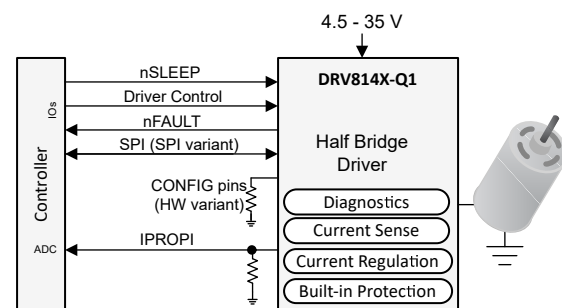 4.5 - 35 V
nSLEEP
DRV814X-Q1
Driver Control
IOs
nFAULT
SPI (SPI variant)
Half Bridge
Driver
Controller
CONFIG pins
(HW variant)
Diagnostics
Current Sense
ADC
IPROPI
Current Regulation
Built-in Protection